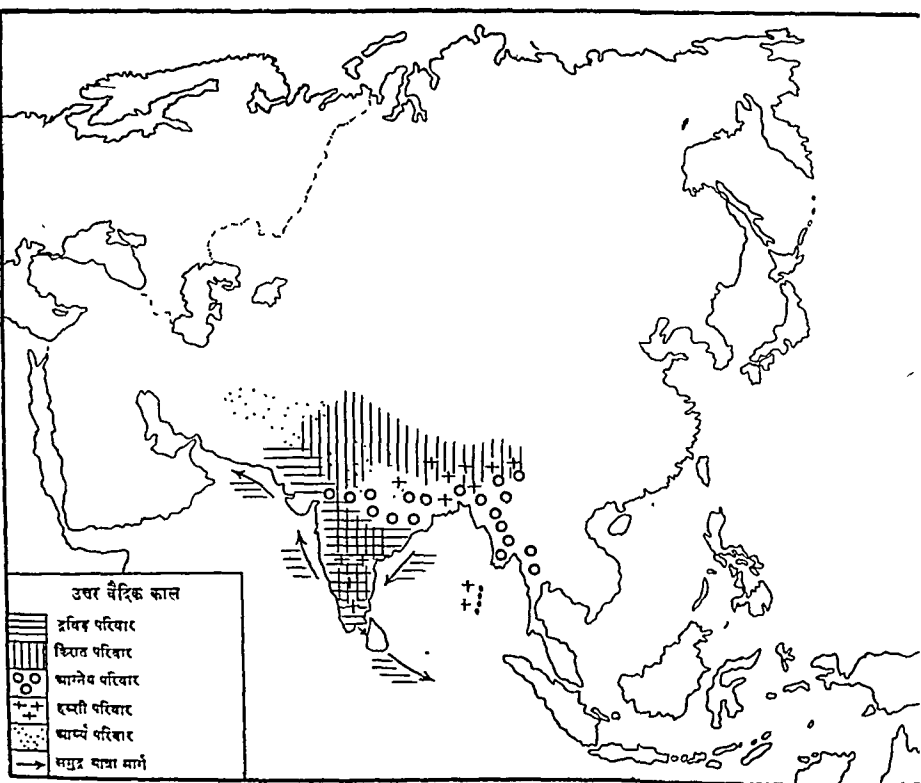 उत्तर वैदिक काल
द्रविड़ परिवार
किरात परिवार
आग्नेय परिवार
हब्शी परिवार
आर्य्य परिवार
समुद्र यात्रा मार्ग